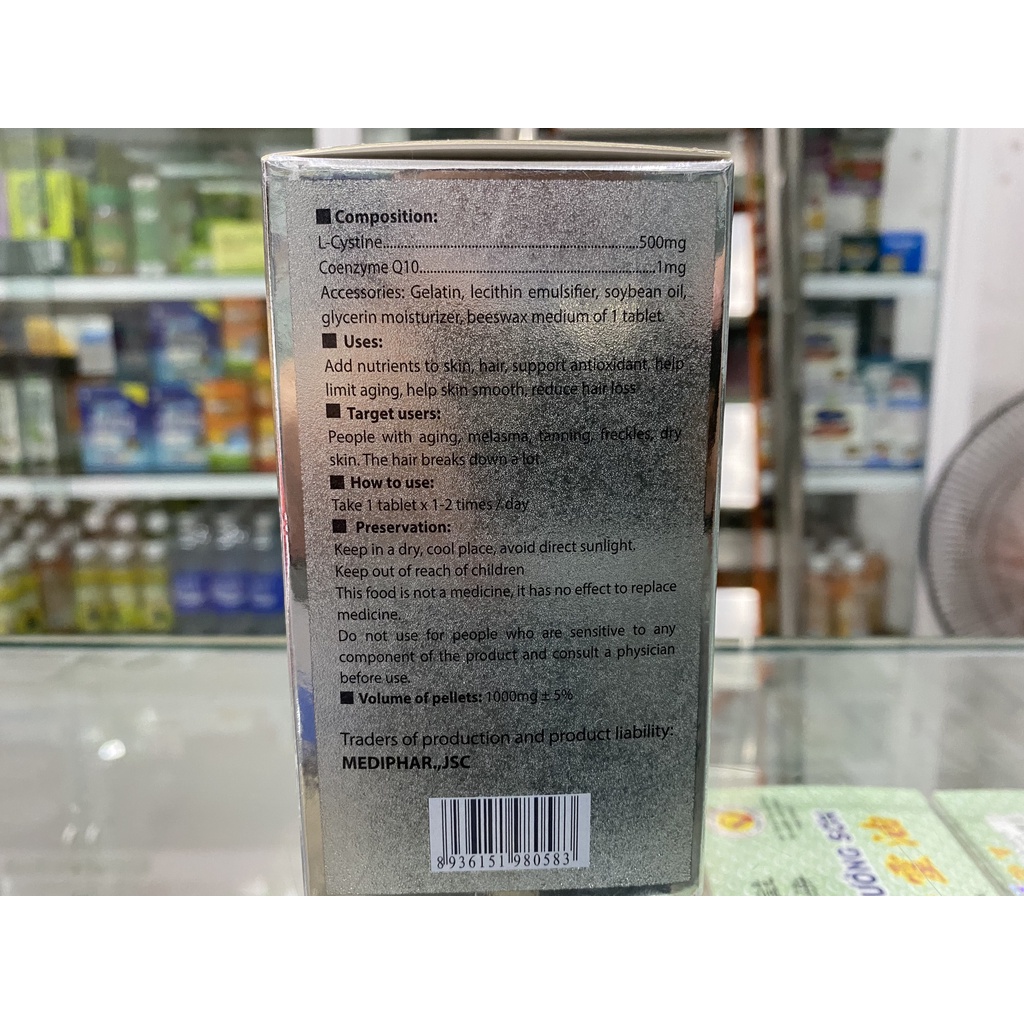 ■ Composition:
L-Cystine..........................................................................500mg
Coenzyme Q10....................................................................1mg
Accessories: Gelatin, lecithin emulsifier, soybean oil,
glycerin moisturizer, beeswax medium of 1 tablet.
■ Uses:
Add nutrients to skin, hair, support antioxidant, help
limit aging, help skin smooth, reduce hair loss
■ Target users:
People with aging, melasma, tanning, freckles, dry
skin. The hair breaks down a lot.
■ How to use:
Take 1 tablet x 1-2 times / day
■ Preservation:
Keep in a dry, cool place, avoid direct sunlight.
Keep out of reach of children
This food is not a medicine, it has no effect to replace
medicine.
Do not use for people who are sensitive to any
component of the product and consult a physician
before use.
■ Volume of pellets: 1000mg ± 5%
Traders of production and product liability:
MEDIPHAR.,JSC
8 936151 980583